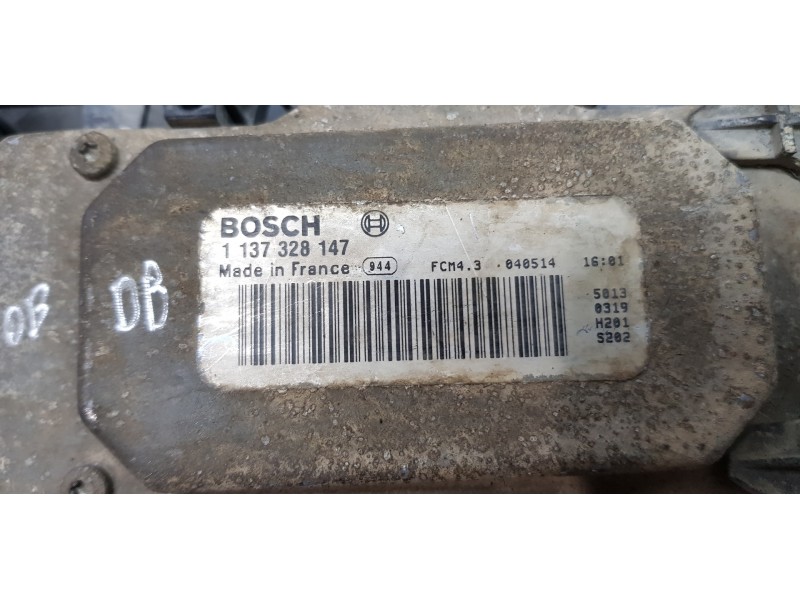 BOSCH
1 137 328 147
Made in France 944 FCM4.3 040514 16:01
5013
0319
H201
S202
DB
DB